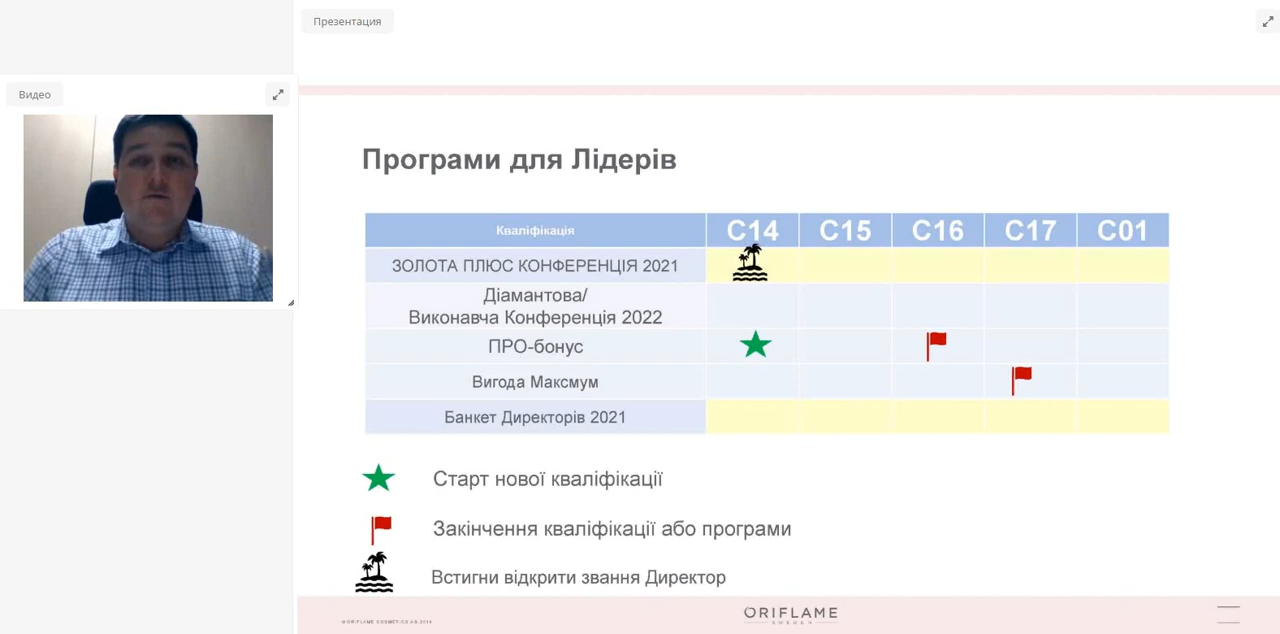 Презентация
Видео
Програми для Лідерів
Кваліфікація C14 C15 C16 C17 C01
ЗОЛОТА ПЛЮС КОНФЕРЕНЦІЯ 2021
Діамантова/
Виконавча Конференція 2022
ПРО-бонус
Вигода Максмум
Банкет Директорів 2021
Старт нової кваліфікації
Закінчення кваліфікації або програми
Встигни відкрити звання Директор
ORIFLAME
SWEDEN